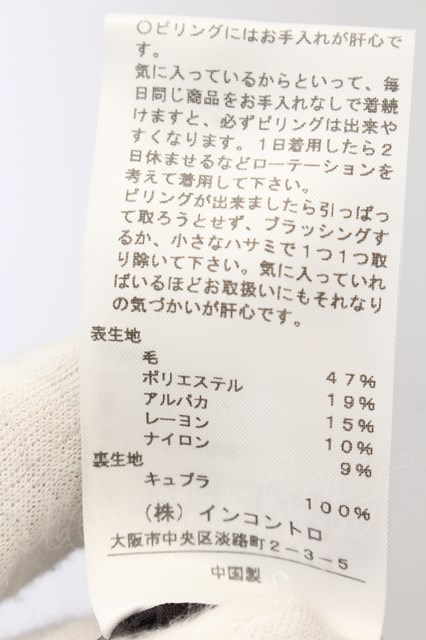 ○ピリングにはお手入れが肝心で
す。
気に入っているからといって、毎
日同じ商品をお手入れなしで着続
けますと、必ずピリングは出来や
すくなります。１日着用したら２
日休ませるなどローテーションを
考えて着用して下さい。
ピリングが出来ましたら引っぱっ
て取ろうとせず、ブラッシングす
るか、小さなハサミで１つ１つ取
り除いて下さい。気に入っていれ
ばいるほどお取扱いにもそれなり
の気づかいが肝心です。
表生地
毛 47%
ポリエステル 19%
アルパカ 15%
レーヨン 10%
ナイロン 9%
裏生地
キュプラ 100%
（株）インコントロ
大阪市中央区淡路町２－３－５
中国製